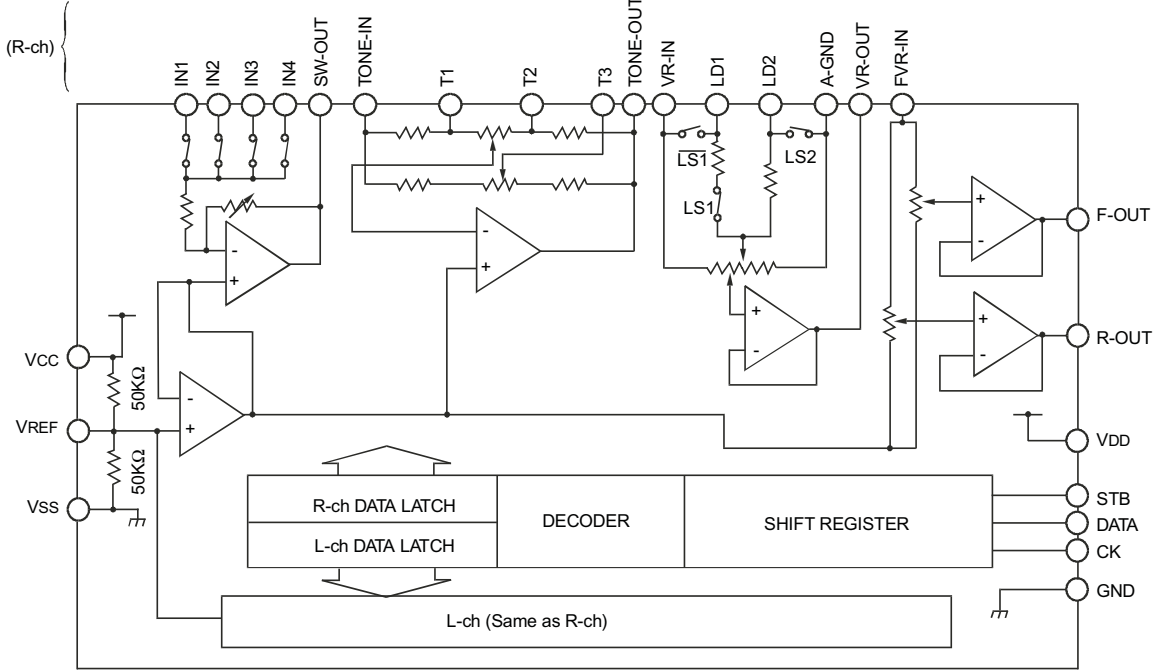 (R-ch)
IN1
IN2
IN3
IN4
SW-OUT
TONE-IN
T1
T2
T3
TONE-OUT
VR-IN
LD1
LD2
A-GND
VR-OUT
FVR-IN
LS1
LS2
LS1
-
+
-
+
+
-
+
-
F-OUT
+
-
R-OUT
VCC
50KΩ
-
+
VREF
50KΩ
VSS
VDD
R-ch DATA LATCH
L-ch DATA LATCH
DECODER
SHIFT REGISTER
STB
DATA
CK
GND
L-ch (Same as R-ch)